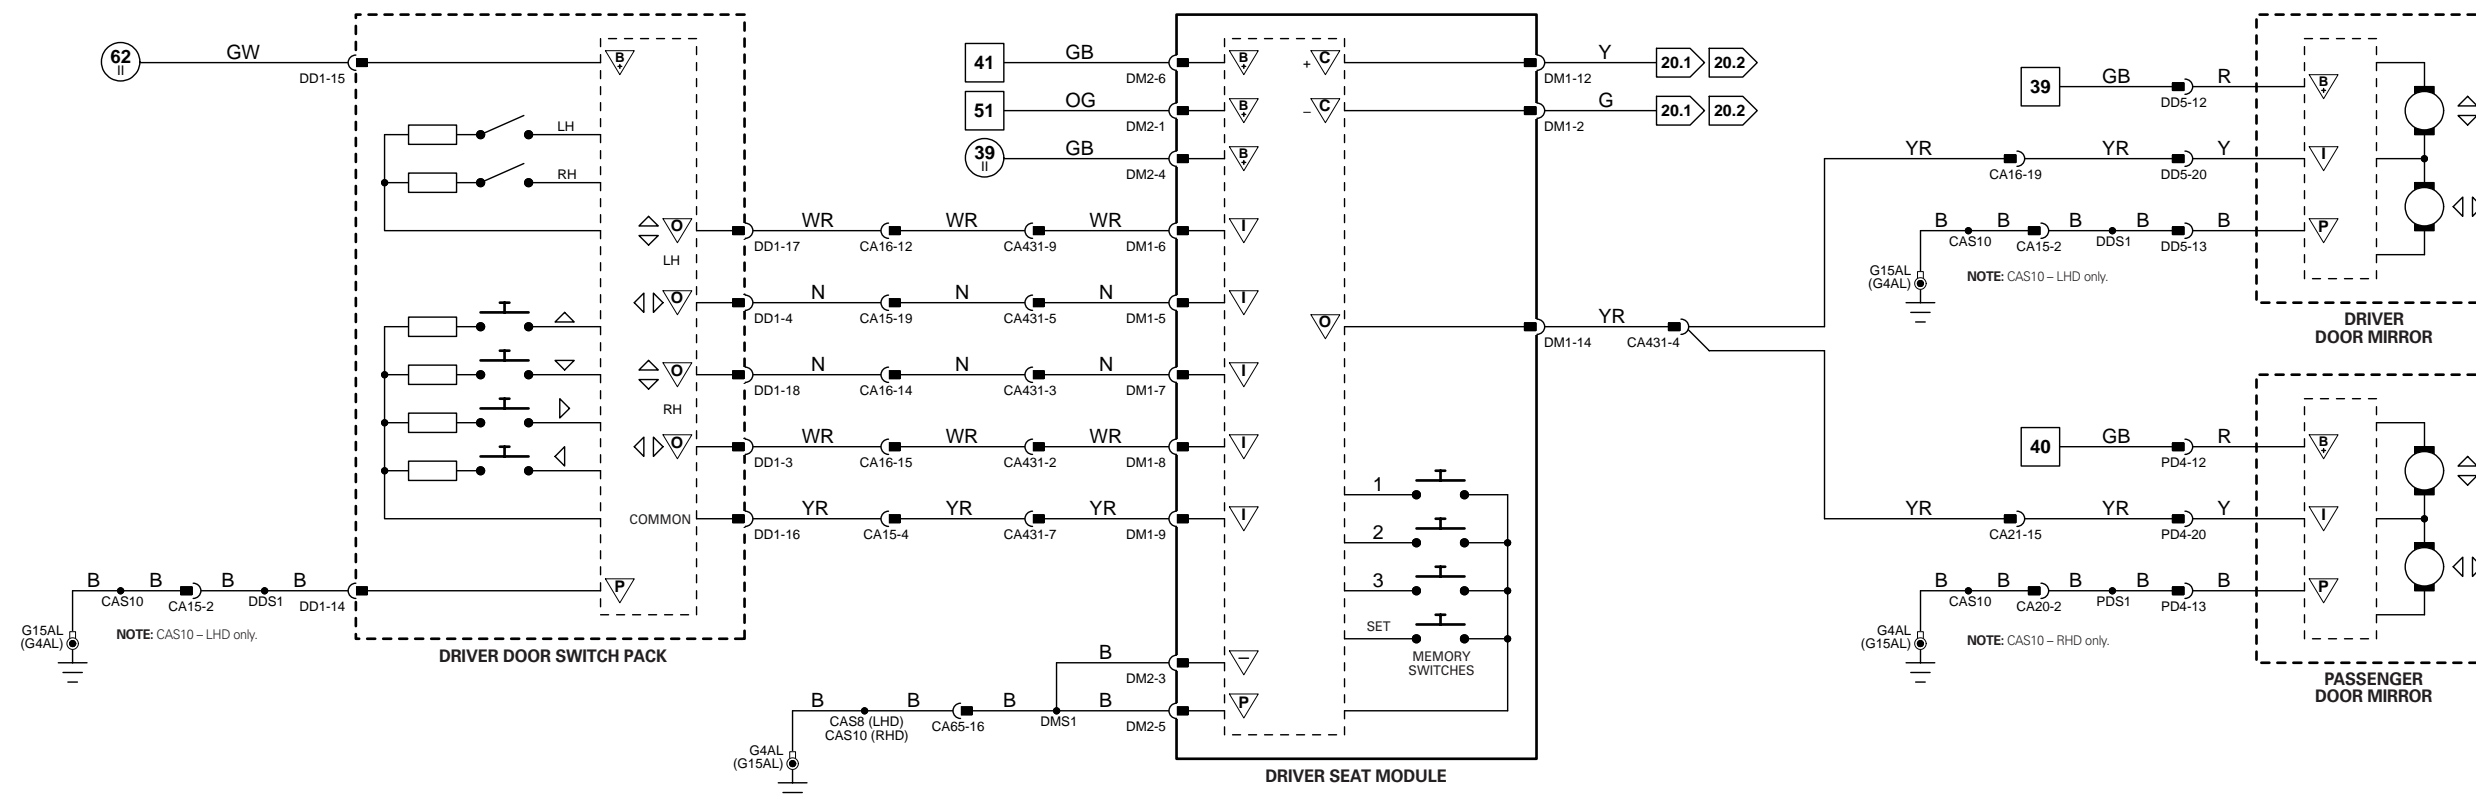 62
II
GW
DD1-15
B
+
LH
RH
O
LH
O
O
RH
O
COMMON
P
B
CAS10
B
CA15-2
B
DDS1
B
DD1-14
G15AL
(G4AL)
NOTE: CAS10 – LHD only.
DRIVER DOOR SWITCH PACK
DD1-17
WR
CA16-12
WR
CA431-9
WR
DM1-6
I
DD1-4
N
CA15-19
N
CA431-5
N
DM1-5
I
DD1-18
N
CA16-14
N
CA431-3
N
DM1-7
I
DD1-3
WR
CA16-15
WR
CA431-2
WR
DM1-8
I
DD1-16
YR
CA15-4
YR
CA431-7
YR
DM1-9
I
41
GB
DM2-6
B
+
51
OG
DM2-1
B
+
39
II
GB
DM2-4
B
+
+
C
DM1-12
Y
20.1
20.2
–
C
DM1-2
G
20.1
20.2
O
DM1-14
YR
CA431-4
1
2
3
SET
MEMORY
SWITCHES
B
DM2-3
–
B
CAS8 (LHD)
CAS10 (RHD)
B
CA65-16
B
DMS1
B
DM2-5
P
G4AL
(G15AL)
DRIVER SEAT MODULE
39
GB
DD5-12
R
B
+
YR
CA16-19
YR
DD5-20
Y
I
B
CAS10
B
CA15-2
B
DDS1
B
DD5-13
B
P
G15AL
(G4AL)
NOTE: CAS10 – LHD only.
DRIVER
DOOR MIRROR
40
GB
PD4-12
R
B
+
YR
CA21-15
YR
PD4-20
Y
I
B
CAS10
B
CA20-2
B
PDS1
B
PD4-13
B
P
G4AL
(G15AL)
NOTE: CAS10 – RHD only.
PASSENGER
DOOR MIRROR